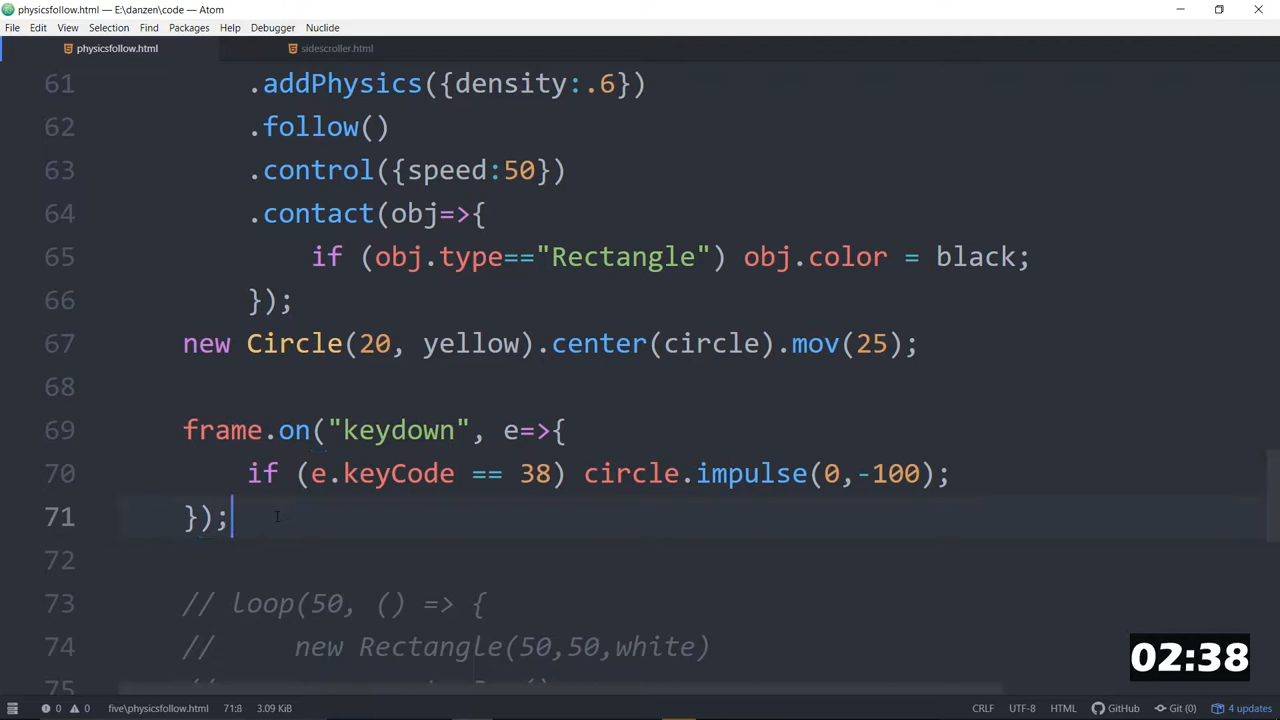 physicsfollow.html — E:\danzen\code — Atom
File Edit View Selection Find Packages Help Debugger Nuclide
physicsfollow.html sidescroller.html
61 .addPhysics({density:.6})
62 .follow()
63 .control({speed:50})
64 .contact(obj=>{
65 if (obj.type=="Rectangle") obj.color = black;
66 });
67 new Circle(20, yellow).center(circle).mov(25);
68
69 frame.on("keydown", e=>{
70 if (e.keyCode == 38) circle.impulse(0,-100);
71 });
72
73 // loop(50, () => {
74 // new Rectangle(50,50,white)
75
02:38
0 0 five\physicsfollow.html 71:8 3.09 KiB CRLF UTF-8 HTML GitHub Git (0) 4 updates